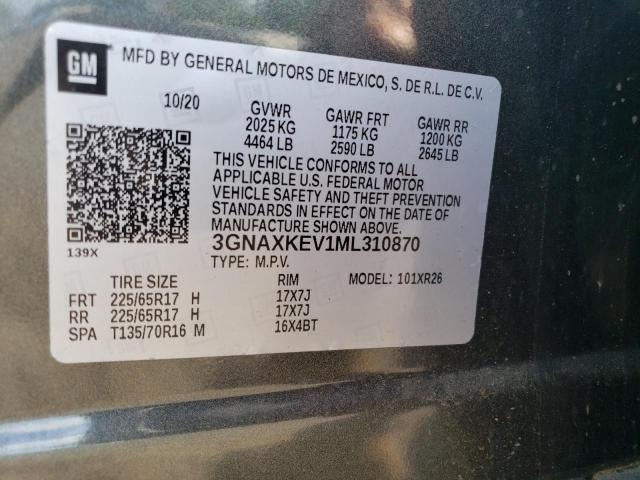 GM
MFD BY GENERAL MOTORS DE MEXICO, S. DE R.L. DE C.V.
10/20 GVWR GAWR FRT GAWR RR
2025 KG 1175 KG 1200 KG
4464 LB 2590 LB 2645 LB
THIS VEHICLE CONFORMS TO ALL
APPLICABLE U.S. FEDERAL MOTOR
VEHICLE SAFETY AND THEFT PREVENTION
STANDARDS IN EFFECT ON THE DATE OF
MANUFACTURE SHOWN ABOVE.
3GNAXKEV1ML310870
139X TYPE: M.P.V.
TIRE SIZE RIM MODEL: 101XR26
FRT 225/65R17 H 17X7J
RR 225/65R17 H 17X7J
SPA T135/70R16 M 16X4BT